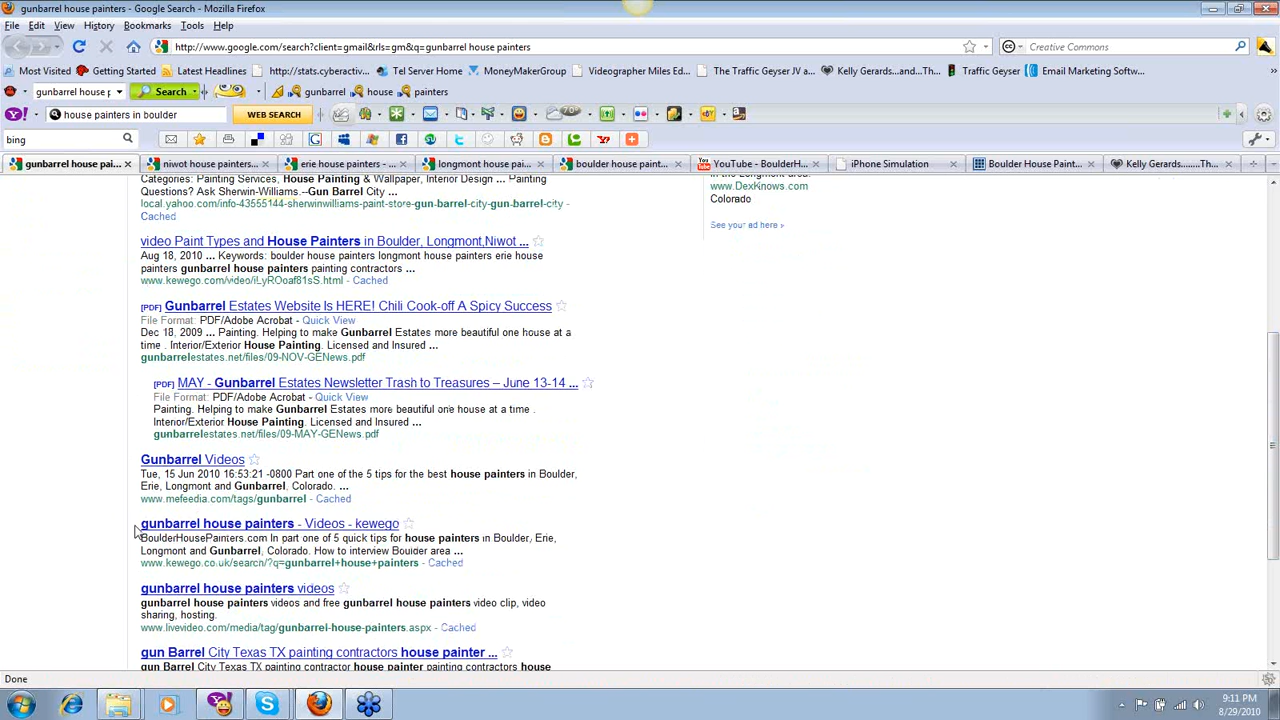 gunbarrel house painters - Google Search - Mozilla Firefox
File Edit View History Bookmarks Tools Help
http://www.google.com/search?client=gmail&rls=gm&q=gunbarrel house painters
Creative Commons
Most Visited Getting Started Latest Headlines http://stats.cyberactiv... Tel Server Home MoneyMakerGroup Videographer Miles Ed... The Traffic Geyser JV a... Kelly Gerards...and...Th... Traffic Geyser Email Marketing Softw...
gunbarrel house p Search gunbarrel house painters
Y! house painters in boulder WEB SEARCH 70°
bing
gunbarrel house pai... niwot house painters... erie house painters - ... longmont house pai... boulder house paint... YouTube - BoulderH... iPhone Simulation Boulder House Paint... Kelly Gerards........Th...
Categories: Painting Services, House Painting & Wallpaper, Interior Design ... Painting
Questions? Ask Sherwin-Williams.--Gun Barrel City ...
local.yahoo.com/info-43555144-sherwinwilliams-paint-store-gun-barrel-city-gun-barrel-city -
Cached
in the Longmont area.
www.DexKnows.com
Colorado
See your ad here »
video Paint Types and House Painters in Boulder, Longmont,Niwot ...
Aug 18, 2010 ... Keywords: boulder house painters longmont house painters erie house
painters gunbarrel house painters painting contractors ...
www.kewego.com/video/iLyROoaf81sS.html - Cached
[PDF] Gunbarrel Estates Website Is HERE! Chili Cook-off A Spicy Success
File Format: PDF/Adobe Acrobat - Quick View
Dec 18, 2009 ... Painting. Helping to make Gunbarrel Estates more beautiful one house at a
time . Interior/Exterior House Painting. Licensed and Insured ...
gunbarrelestates.net/files/09-NOV-GENews.pdf
[PDF] MAY - Gunbarrel Estates Newsletter Trash to Treasures – June 13-14 ...
File Format: PDF/Adobe Acrobat - Quick View
Painting. Helping to make Gunbarrel Estates more beautiful one house at a time .
Interior/Exterior House Painting. Licensed and Insured ...
gunbarrelestates.net/files/09-MAY-GENews.pdf
Gunbarrel Videos
Tue, 15 Jun 2010 16:53:21 -0800 Part one of the 5 tips for the best house painters in Boulder,
Erie, Longmont and Gunbarrel, Colorado. ...
www.mefeedia.com/tags/gunbarrel - Cached
gunbarrel house painters - Videos - kewego
BoulderHousePainters.com In part one of 5 quick tips for house painters in Boulder, Erie,
Longmont and Gunbarrel, Colorado. How to interview Boulder area ...
www.kewego.co.uk/search/?q=gunbarrel+house+painters - Cached
gunbarrel house painters videos
gunbarrel house painters videos and free gunbarrel house painters video clip, video
sharing, hosting.
www.livevideo.com/media/tag/gunbarrel-house-painters.aspx - Cached
gun Barrel City Texas TX painting contractors house painter ...
gun Barrel City Texas TX painting contractor house painter painting contractors house
Done
9:11 PM
8/29/2010